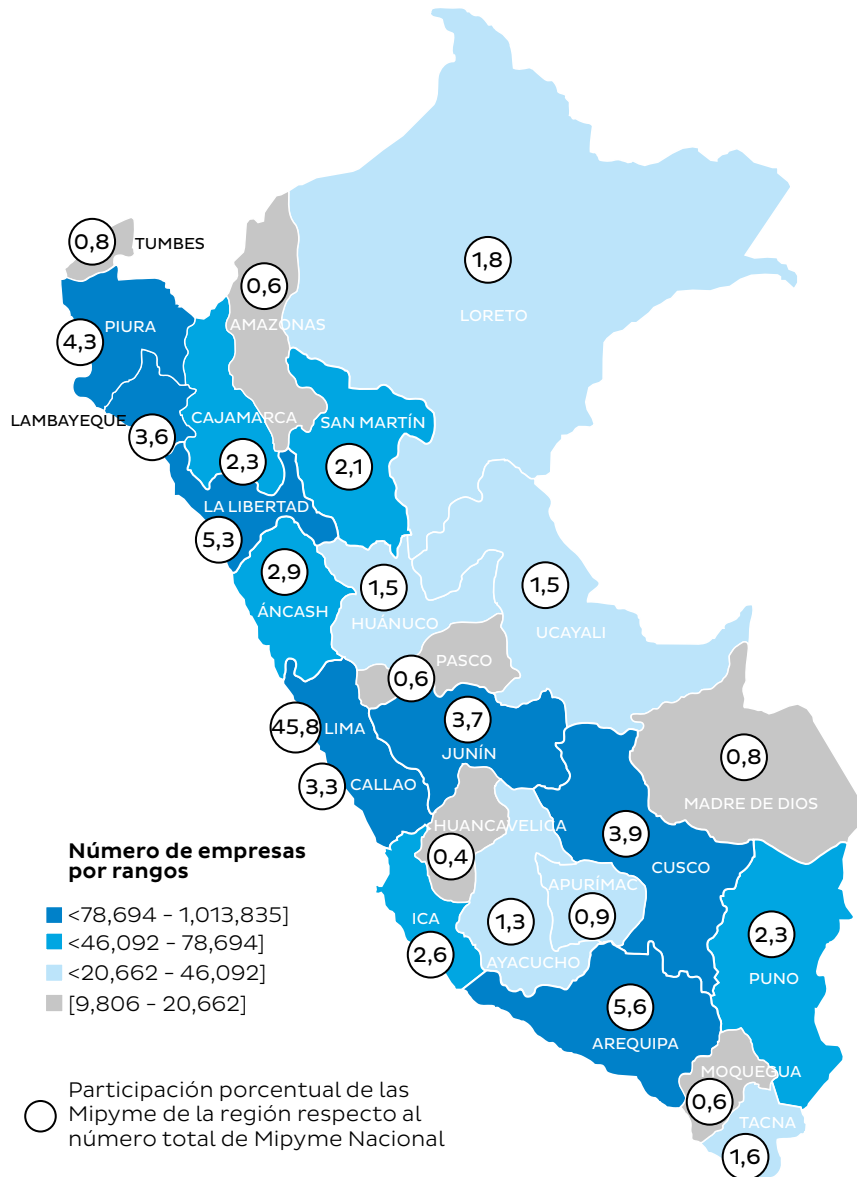 0,8
TUMBES
0,6
AMAZONAS
1,8
LORETO
PIURA
4,3
LAMBAYEQUE
3,6
CAJAMARCA
2,3
SAN MARTÍN
2,1
LA LIBERTAD
5,3
2,9
ÁNCASH
1,5
HUÁNUCO
1,5
UCAYALI
PASCO
0,6
45,8
LIMA
3,7
JUNÍN
3,3
CALLAO
0,8
MADRE DE DIOS
HUANCAVELICA
0,4
3,9
CUSCO
APURÍMAC
0,9
1,3
AYACUCHO
ICA
2,6
2,3
PUNO
5,6
AREQUIPA
MOQUEGUA
0,6
TACNA
1,6
Número de empresas
por rangos
<78,694 - 1,013,835]
<46,092 - 78,694]
<20,662 - 46,092]
[9,806 - 20,662]
Participación porcentual de las
Mipyme de la región respecto al
número total de Mipyme Nacional